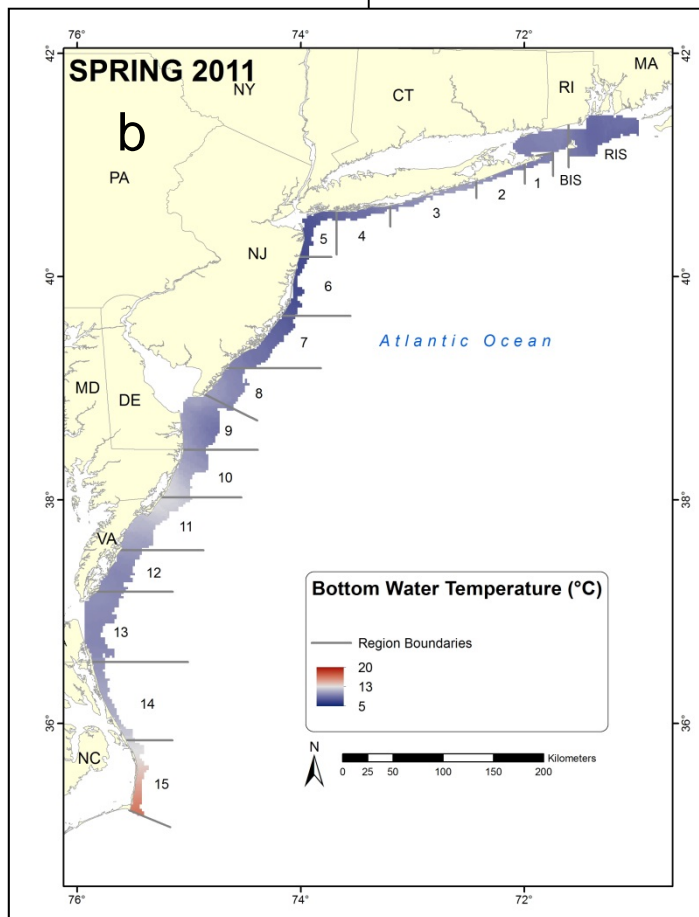 76°
74°
72°
42°
42°
SPRING 2011
b
NY
CT
RI
MA
PA
RIS
BIS
1
2
3
4
5
NJ
40°
40°
6
7
Atlantic Ocean
MD
DE
8
9
10
38°
38°
11
VA
12
13
14
36°
36°
NC
15
Bottom Water Temperature (°C)
Region Boundaries
20
13
5
N
Kilometers
0 25 50 100 150 200
76°
74°
72°